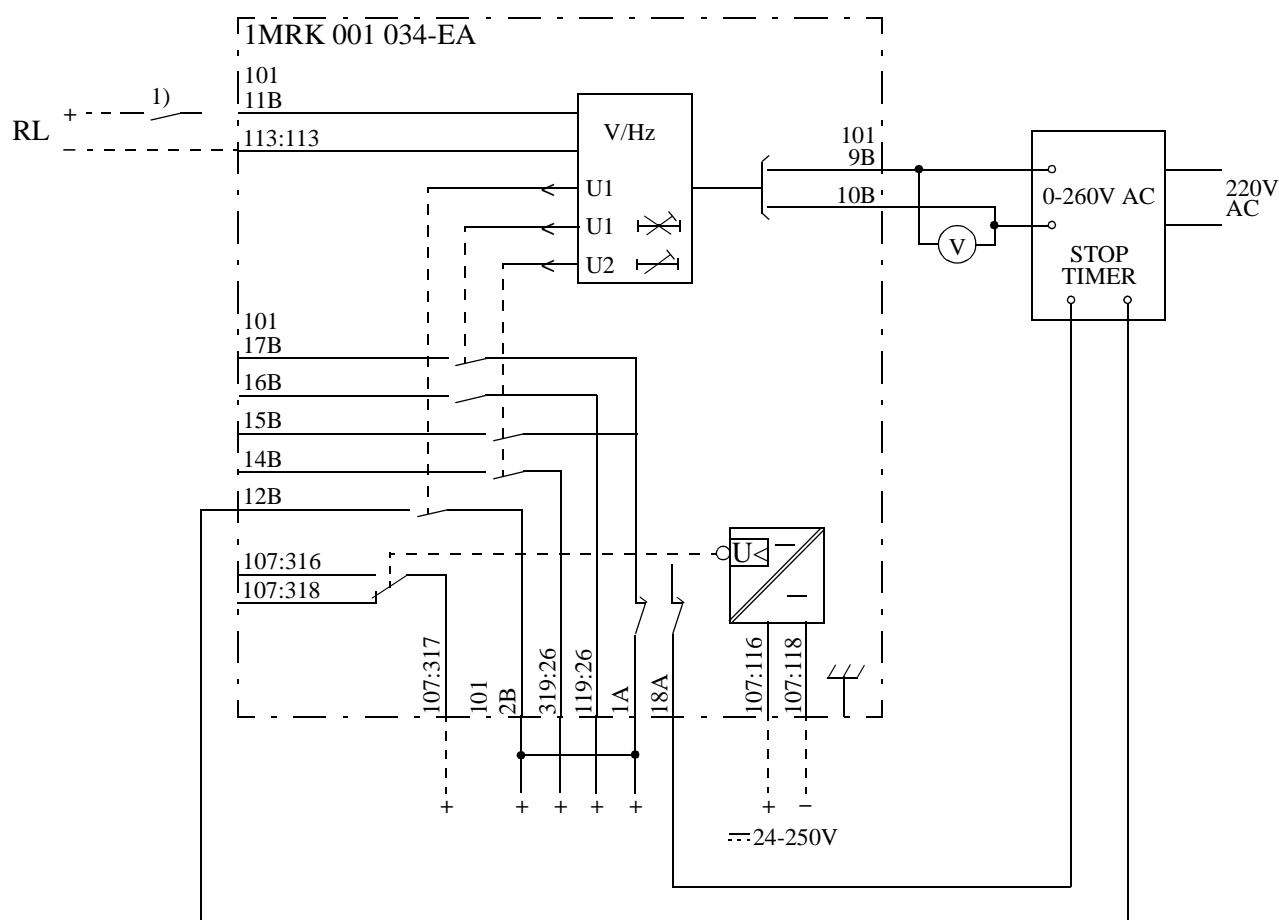 1MRK 001 034-EA
101
11B
1)
RL
+
−
113:113
V/Hz
U1
U1
U2
101
9B
10B
0-260V AC
220V
AC
V
STOP
TIMER
101
17B
16B
15B
14B
12B
107:316
107:318
U<
107:317
101
2B
319:26
119:26
1A
18A
107:116
107:118
+
+
+
+
+
+
−
24-250V